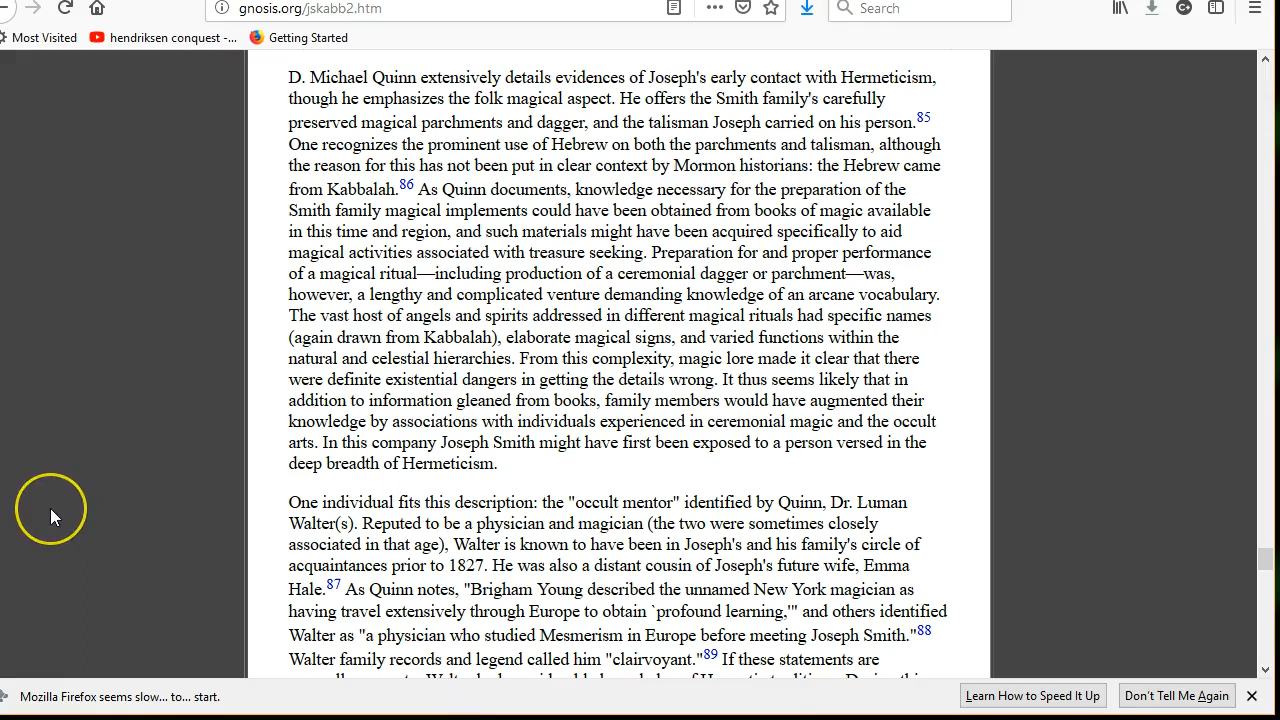 gnosis.org/jskabb2.htm
Search
Most Visited
hendriksen conquest -...
Getting Started
D. Michael Quinn extensively details evidences of Joseph's early contact with Hermeticism,
though he emphasizes the folk magical aspect. He offers the Smith family's carefully
preserved magical parchments and dagger, and the talisman Joseph carried on his person.85
One recognizes the prominent use of Hebrew on both the parchments and talisman, although
the reason for this has not been put in clear context by Mormon historians: the Hebrew came
from Kabbalah.86 As Quinn documents, knowledge necessary for the preparation of the
Smith family magical implements could have been obtained from books of magic available
in this time and region, and such materials might have been acquired specifically to aid
magical activities associated with treasure seeking. Preparation for and proper performance
of a magical ritual—including production of a ceremonial dagger or parchment—was,
however, a lengthy and complicated venture demanding knowledge of an arcane vocabulary.
The vast host of angels and spirits addressed in different magical rituals had specific names
(again drawn from Kabbalah), elaborate magical signs, and varied functions within the
natural and celestial hierarchies. From this complexity, magic lore made it clear that there
were definite existential dangers in getting the details wrong. It thus seems likely that in
addition to information gleaned from books, family members would have augmented their
knowledge by associations with individuals experienced in ceremonial magic and the occult
arts. In this company Joseph Smith might have first been exposed to a person versed in the
deep breadth of Hermeticism.
One individual fits this description: the "occult mentor" identified by Quinn, Dr. Luman
Walter(s). Reputed to be a physician and magician (the two were sometimes closely
associated in that age), Walter is known to have been in Joseph's and his family's circle of
acquaintances prior to 1827. He was also a distant cousin of Joseph's future wife, Emma
Hale.87 As Quinn notes, "Brigham Young described the unnamed New York magician as
having travel extensively through Europe to obtain `profound learning,'" and others identified
Walter as "a physician who studied Mesmerism in Europe before meeting Joseph Smith."88
Walter family records and legend called him "clairvoyant."89 If these statements are
Mozilla Firefox seems slow... to... start.
Learn How to Speed It Up
Don't Tell Me Again